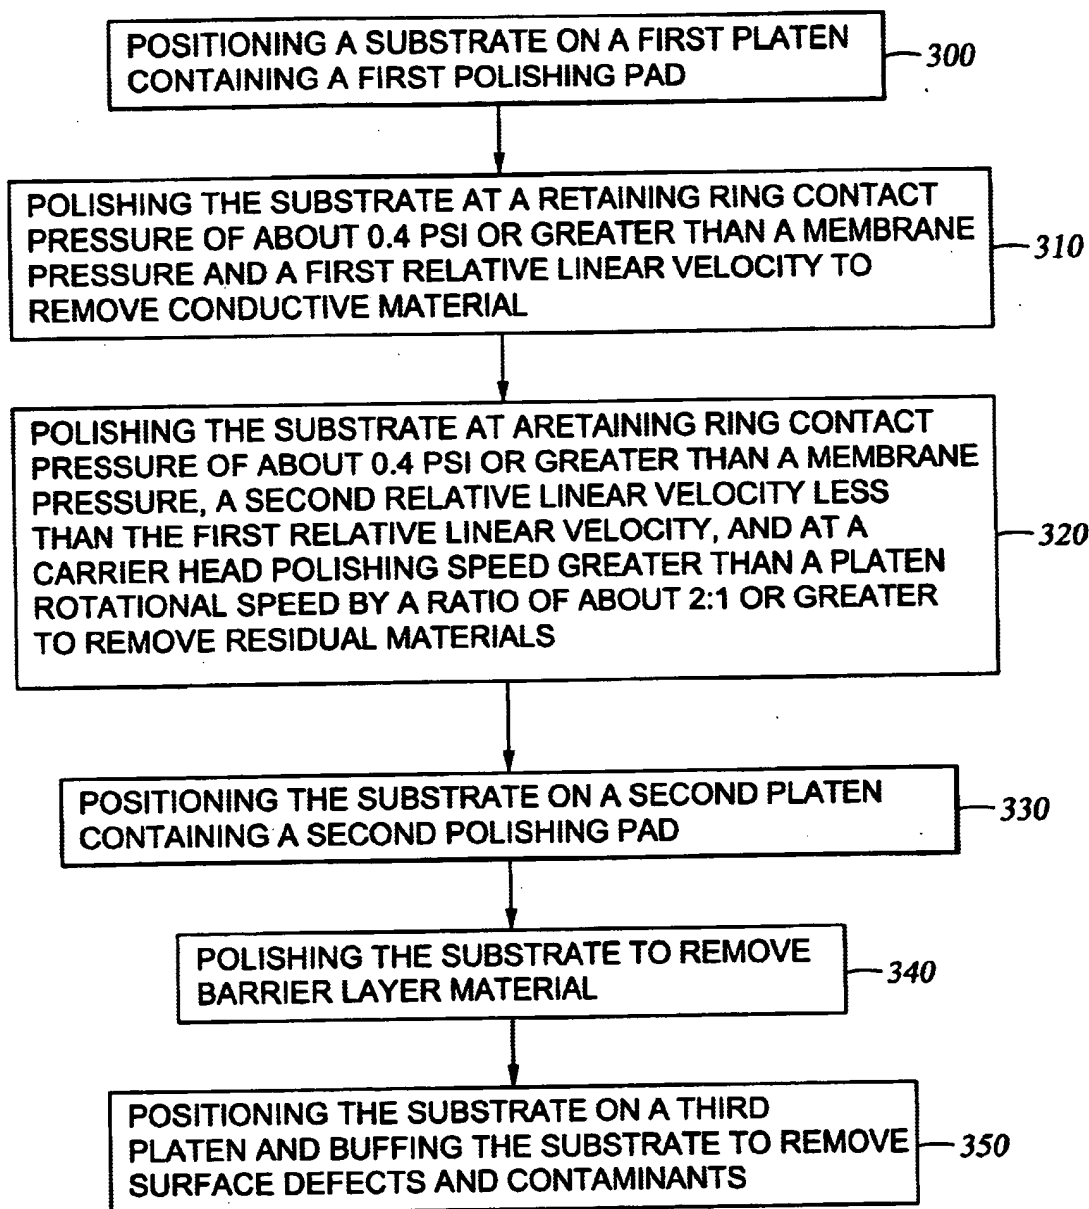 POSITIONING A SUBSTRATE ON A FIRST PLATEN
CONTAINING A FIRST POLISHING PAD
300
POLISHING THE SUBSTRATE AT A RETAINING RING CONTACT
PRESSURE OF ABOUT 0.4 PSI OR GREATER THAN A MEMBRANE
PRESSURE AND A FIRST RELATIVE LINEAR VELOCITY TO
REMOVE CONDUCTIVE MATERIAL
310
POLISHING THE SUBSTRATE AT ARETAINING RING CONTACT
PRESSURE OF ABOUT 0.4 PSI OR GREATER THAN A MEMBRANE
PRESSURE, A SECOND RELATIVE LINEAR VELOCITY LESS
THAN THE FIRST RELATIVE LINEAR VELOCITY, AND AT A
CARRIER HEAD POLISHING SPEED GREATER THAN A PLATEN
ROTATIONAL SPEED BY A RATIO OF ABOUT 2:1 OR GREATER
TO REMOVE RESIDUAL MATERIALS
320
POSITIONING THE SUBSTRATE ON A SECOND PLATEN
CONTAINING A SECOND POLISHING PAD
330
POLISHING THE SUBSTRATE TO REMOVE
BARRIER LAYER MATERIAL
340
POSITIONING THE SUBSTRATE ON A THIRD
PLATEN AND BUFFING THE SUBSTRATE TO REMOVE
SURFACE DEFECTS AND CONTAMINANTS
350